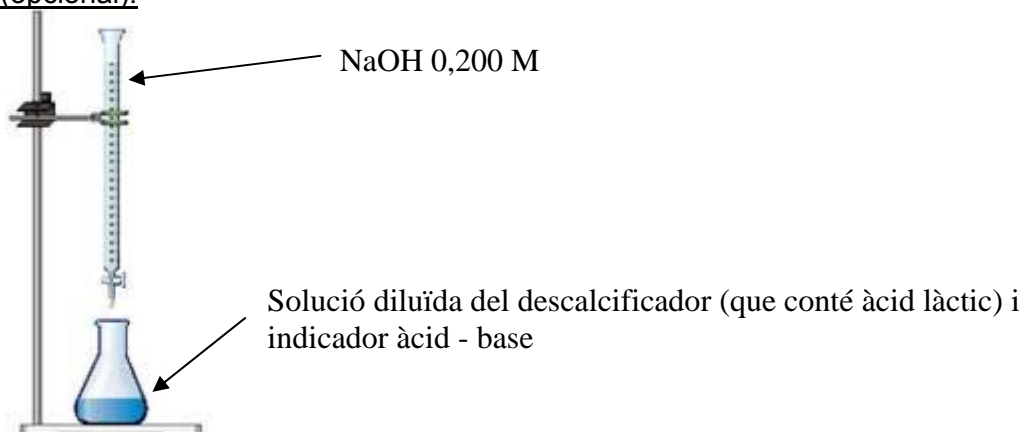 (opcional).
NaOH 0,200 M
Solució diluïda del descalcificador (que conté àcid làctic) i
indicador àcid - base